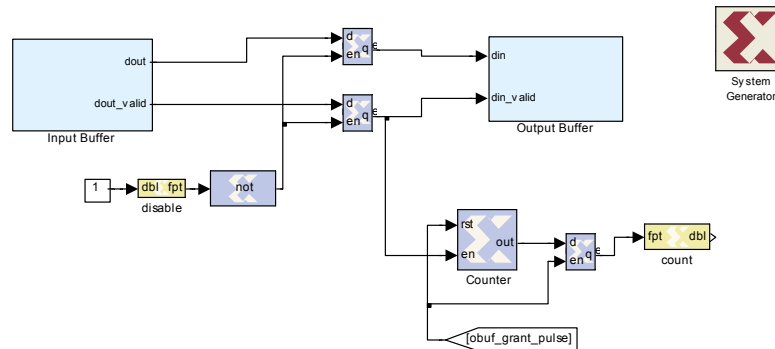 dout
dout_valid
Input Buffer
d
en
q
d
en
q
din
din_valid
Output Buffer
System
Generator
1
dbl
fpt
disable
not
rst
en
out
Counter
d
en
q
fpt
dbl
count
[obuf_grant_pulse]